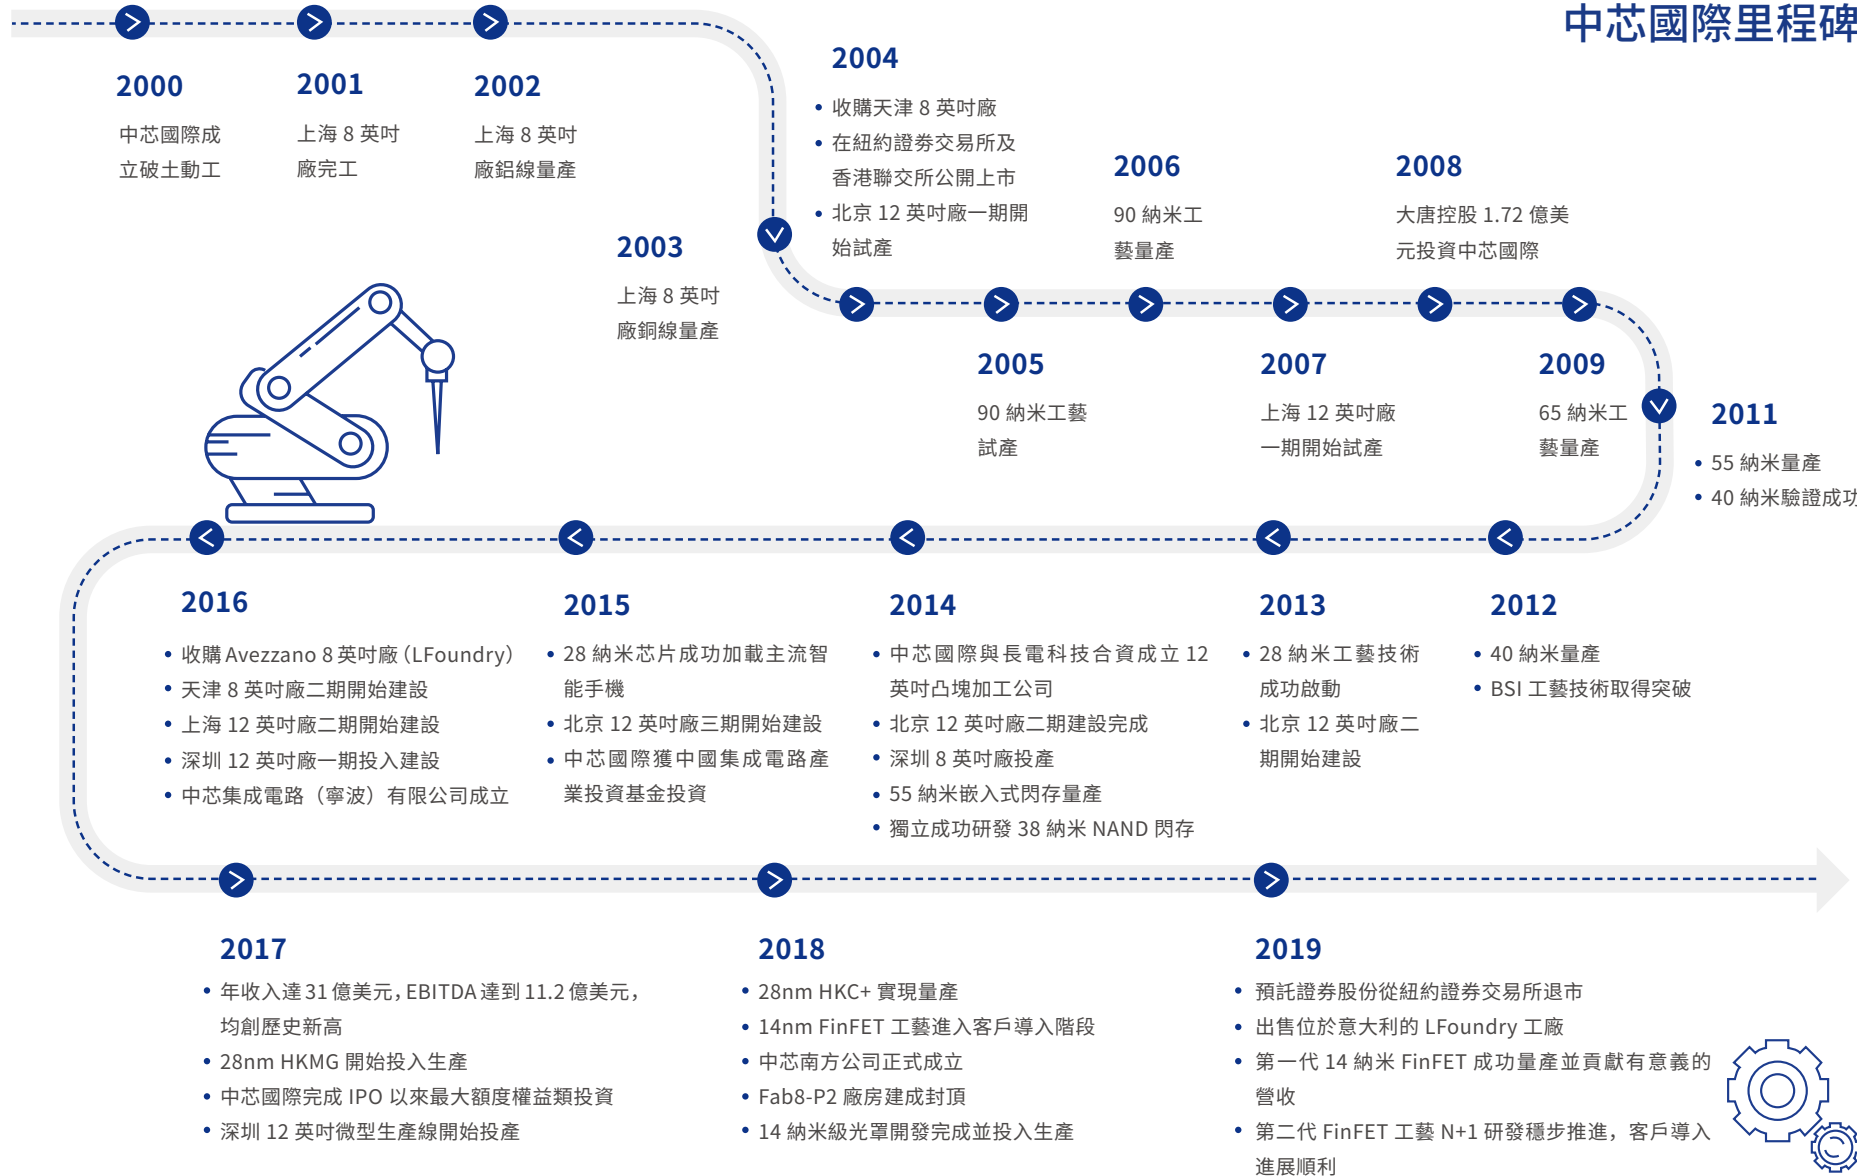 中芯國際里程碑
2000
中芯國際成
立破土動工
2001
上海 8 英吋
廠完工
2002
上海 8 英吋
廠鋁線量產
2003
上海 8 英吋
廠銅線量產
2004
• 收購天津 8 英吋廠
• 在紐約證券交易所及
香港聯交所公開上市
• 北京 12 英吋廠一期開
始試產
2005
90 納米工藝
試產
2006
90 納米工
藝量產
2007
上海 12 英吋廠
一期開始試產
2008
大唐控股 1.72 億美
元投資中芯國際
2009
65 納米工
藝量產
2011
• 55 納米量產
• 40 納米驗證成功
2012
• 40 納米量產
• BSI 工藝技術取得突破
2013
• 28 納米工藝技術
成功啟動
• 北京 12 英吋廠二
期開始建設
2014
• 中芯國際與長電科技合資成立 12
英吋凸塊加工公司
• 北京 12 英吋廠二期建設完成
• 深圳 8 英吋廠投產
• 55 納米嵌入式閃存量產
• 獨立成功研發 38 納米 NAND 閃存
2015
• 28 納米芯片成功加載主流智
能手機
• 北京 12 英吋廠三期開始建設
• 中芯國際獲中國集成電路產
業投資基金投資
2016
• 收購 Avezzano 8 英吋廠（LFoundry）
• 天津 8 英吋廠二期開始建設
• 上海 12 英吋廠二期開始建設
• 深圳 12 英吋廠一期投入建設
• 中芯集成電路（寧波）有限公司成立
2017
• 年收入達 31 億美元，EBITDA 達到 11.2 億美元，
均創歷史新高
• 28nm HKMG 開始投入生產
• 中芯國際完成 IPO 以來最大額度權益類投資
• 深圳 12 英吋微型生產線開始投產
2018
• 28nm HKC+ 實現量產
• 14nm FinFET 工藝進入客戶導入階段
• 中芯南方公司正式成立
• Fab8-P2 廠房建成封頂
• 14 納米級光罩開發完成並投入生產
2019
• 預託證券股份從紐約證券交易所退市
• 出售位於意大利的 LFoundry 工廠
• 第一代 14 納米 FinFET 成功量產並貢獻有意義的
營收
• 第二代 FinFET 工藝 N+1 研發穩步推進，客戶導入
進展順利